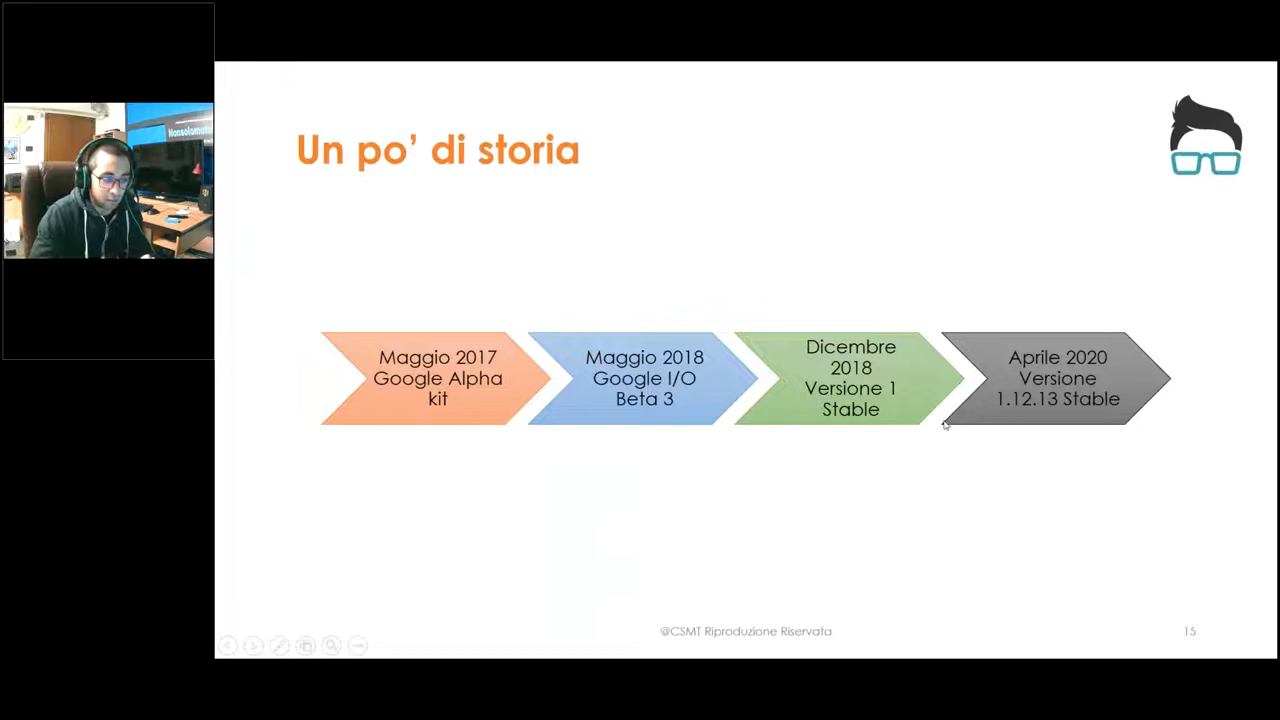 Nonsolomamm
Un po’ di storia
Maggio 2017
Google Alpha
kit
Maggio 2018
Google I/O
Beta 3
Dicembre
2018
Versione 1
Stable
Aprile 2020
Versione
1.12.13 Stable
@CSMT Riproduzione Riservata
15